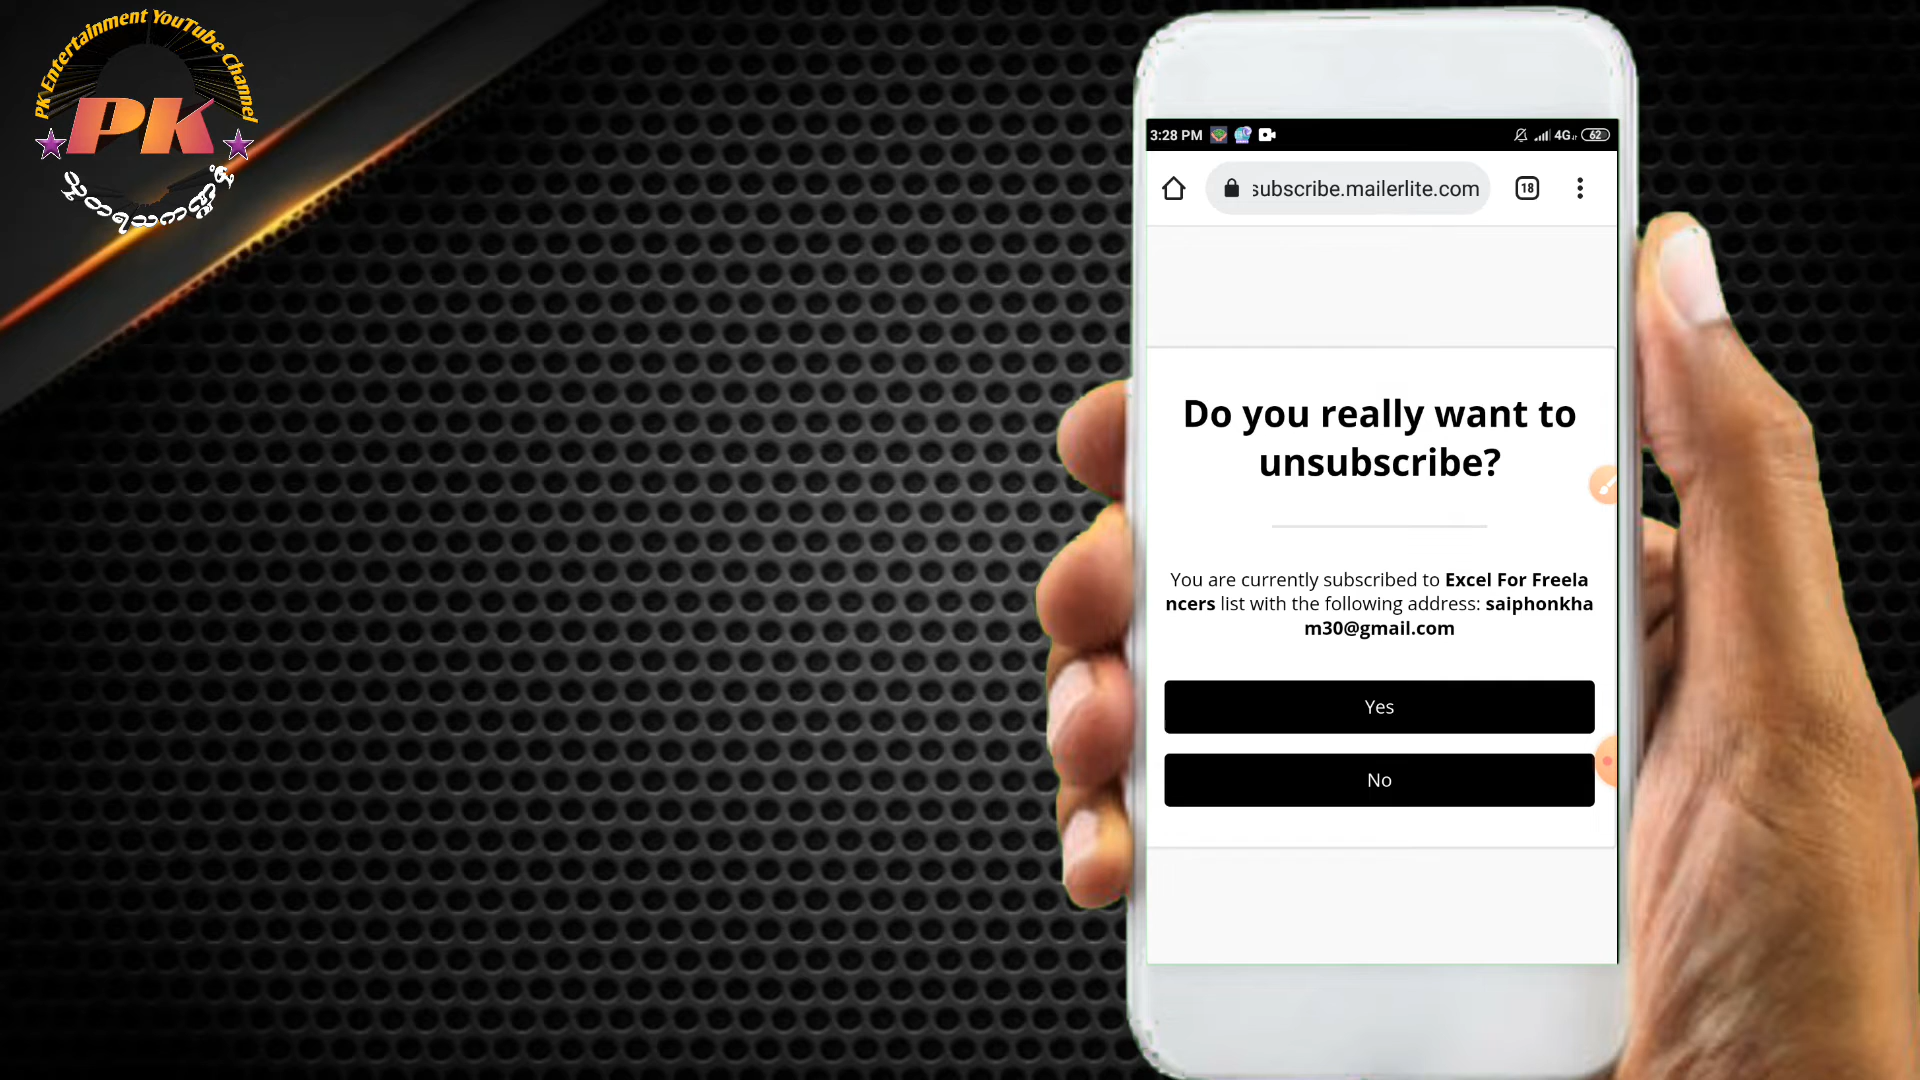 PK Entertainment YouTube Channel
PK
3:28 PM
4G
62
subscribe.mailerlite.com
18
Do you really want to
unsubscribe?
You are currently subscribed to Excel For Freela
ncers list with the following address: saiphonkha
m30@gmail.com
Yes
No